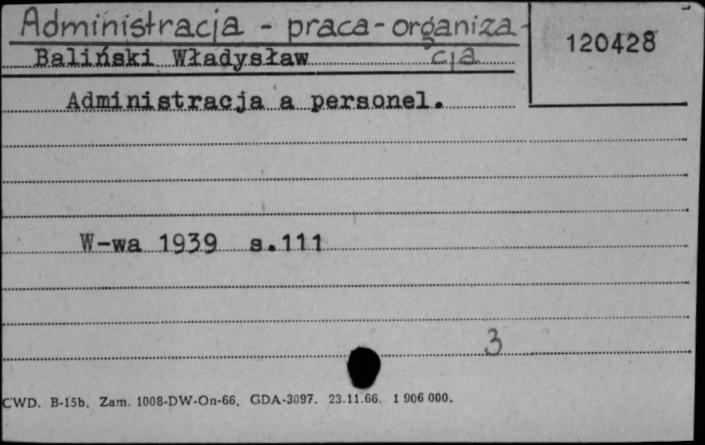 Administracja - praca - organiza-
cja
120428
Baliński Władysław
Administracja a personel.
W-wa 1939 s.111
3
CWD. B-15b. Zam. 1008-DW-On-66. GDA-3097. 23.11.66. 1 906 000.